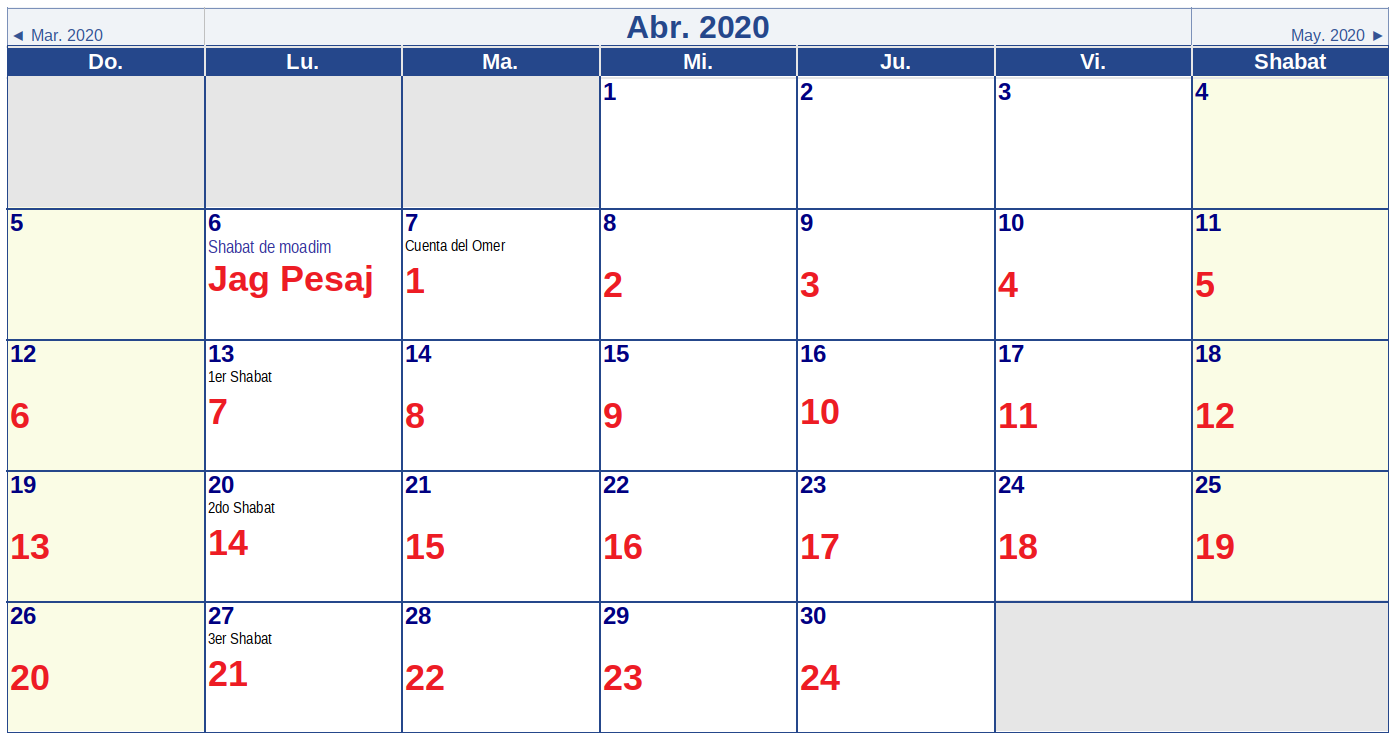 ◄ Mar. 2020
Abr. 2020
May. 2020 ►
Do. Lu. Ma. Mi. Ju. Vi. Shabat
1 2 3 4
5 6 7 8 9 10 11
Shabat de moadim Cuenta del Omer
Jag Pesaj 1 2 3 4 5
12 13 14 15 16 17 18
1er Shabat
6 7 8 9 10 11 12
19 20 21 22 23 24 25
2do Shabat
13 14 15 16 17 18 19
26 27 28 29 30
3er Shabat
20 21 22 23 24